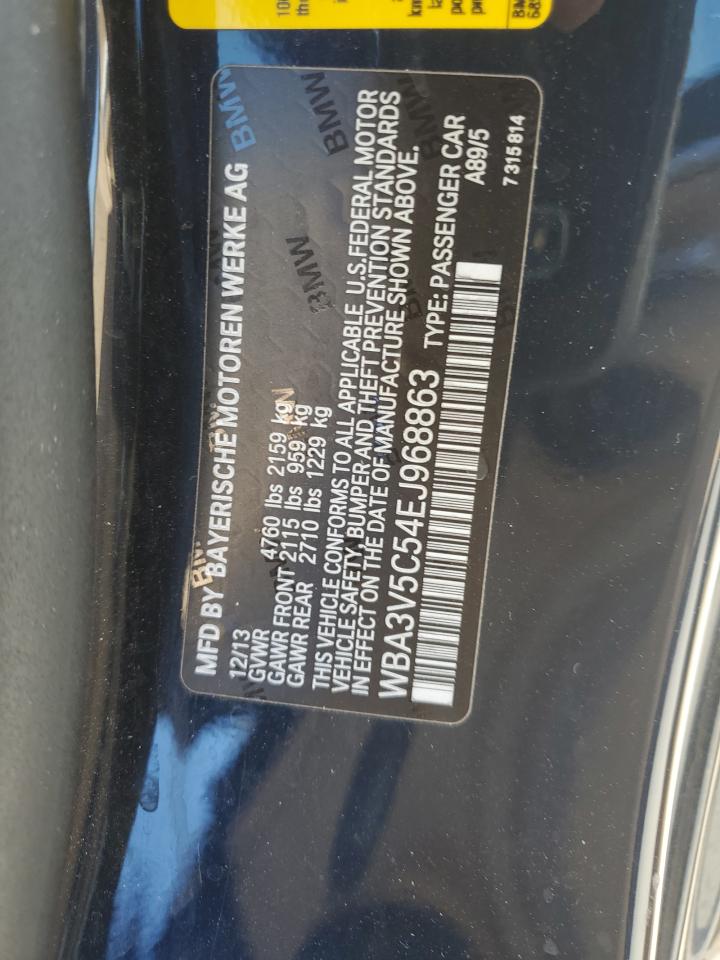 MFD BY BAYERISCHE MOTOREN WERKE AG
12/13
GVWR 4760 lbs 2159 kg
GAWR FRONT 2115 lbs 959 kg
GAWR REAR 2710 lbs 1229 kg
THIS VEHICLE CONFORMS TO ALL APPLICABLE U.S.FEDERAL MOTOR
VEHICLE SAFETY, BUMPER AND THEFT PREVENTION STANDARDS
IN EFFECT ON THE DATE OF MANUFACTURE SHOWN ABOVE.
WBA3V5C54EJ968863 TYPE: PASSENGER CAR
A89/5
7 315 814
BMW
BMW
BMW